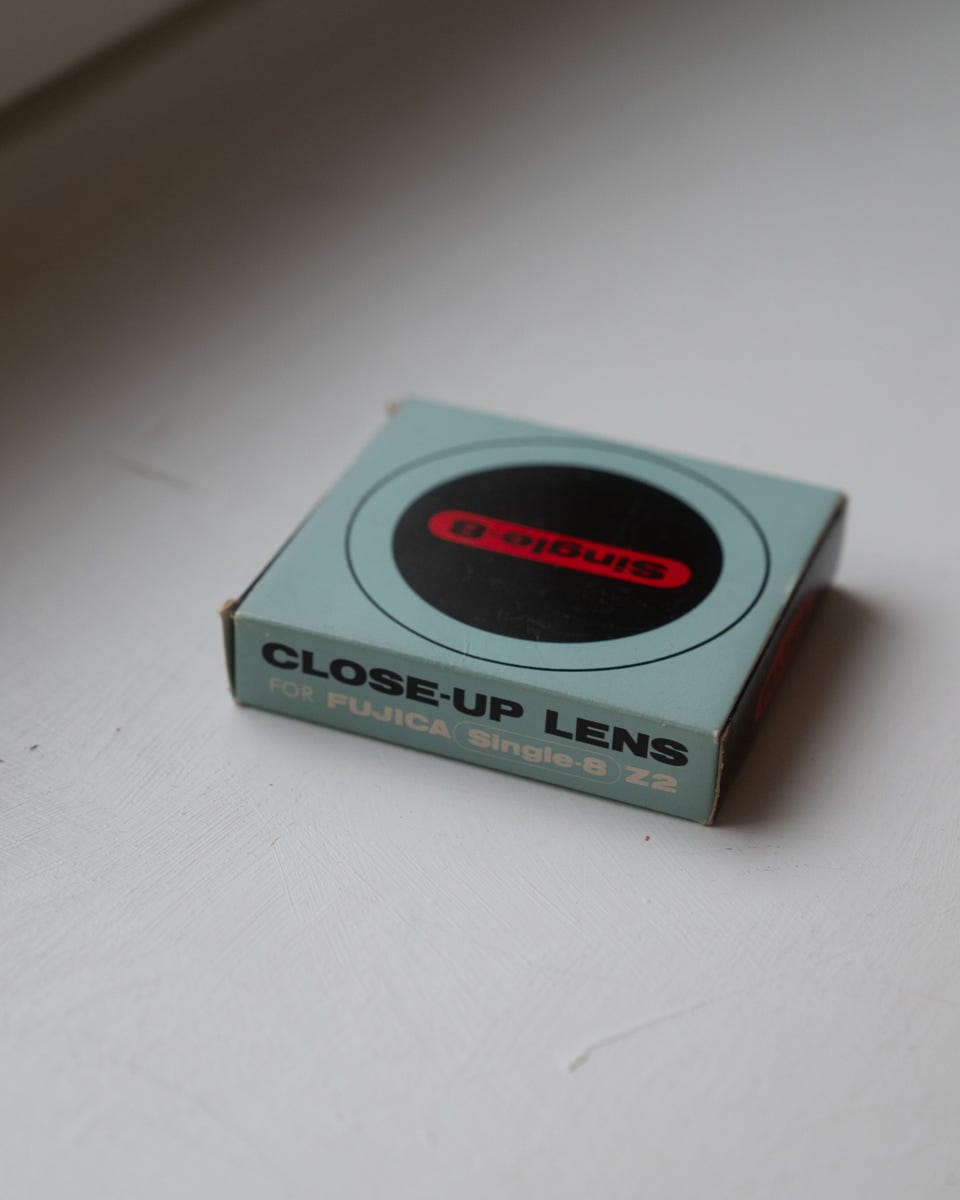 Single-8
CLOSE-UP LENS
FOR FUJICA Single-8 Z2